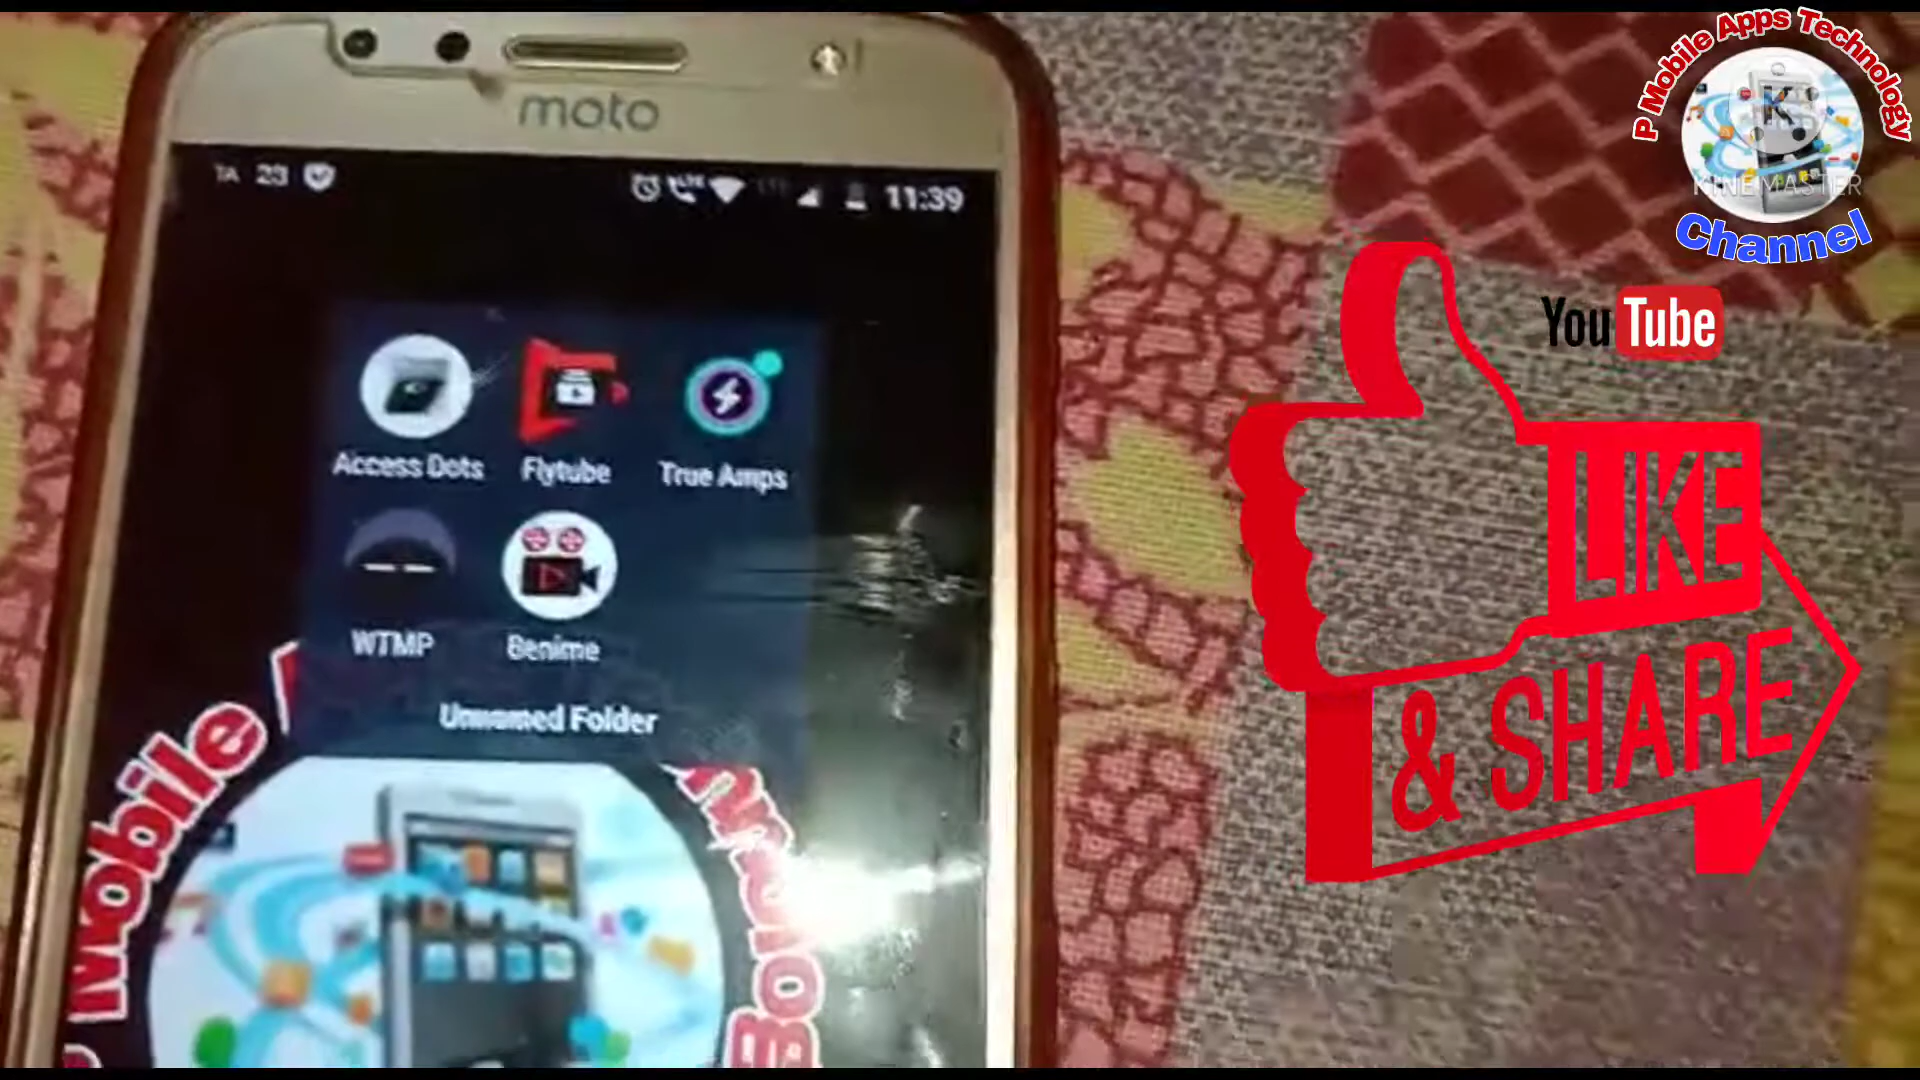 moto
TA 23
11:39
Access Dots
Flytube
True Amps
WTMP
Benime
Unnamed Folder
Mobile
P Mobile Apps Technology
K
KINEMASTER
Channel
YouTube
LIKE
& SHARE